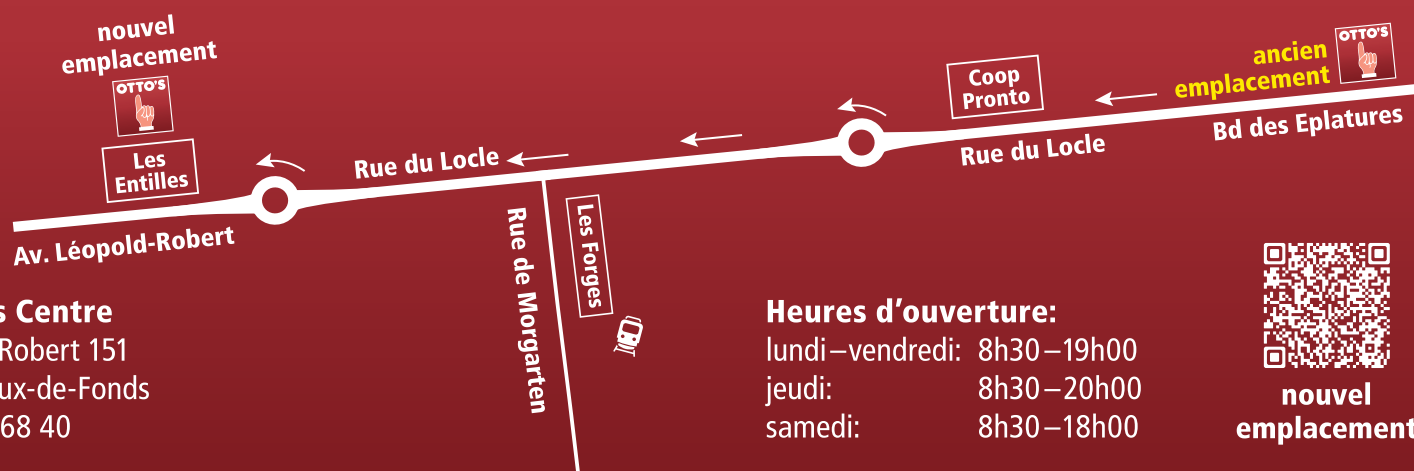 nouvel
emplacement
OTTO'S
Les
Entilles
Av. Léopold-Robert
Rue du Locle
Rue de Morgarten
Les Forges
Coop
Pronto
Rue du Locle
ancien
emplacement
OTTO'S
Bd des Eplatures
s Centre
Robert 151
ux-de-Fonds
68 40
Heures d’ouverture:
lundi–vendredi: 8h30–19h00
jeudi: 8h30–20h00
samedi: 8h30–18h00
nouvel
emplacement